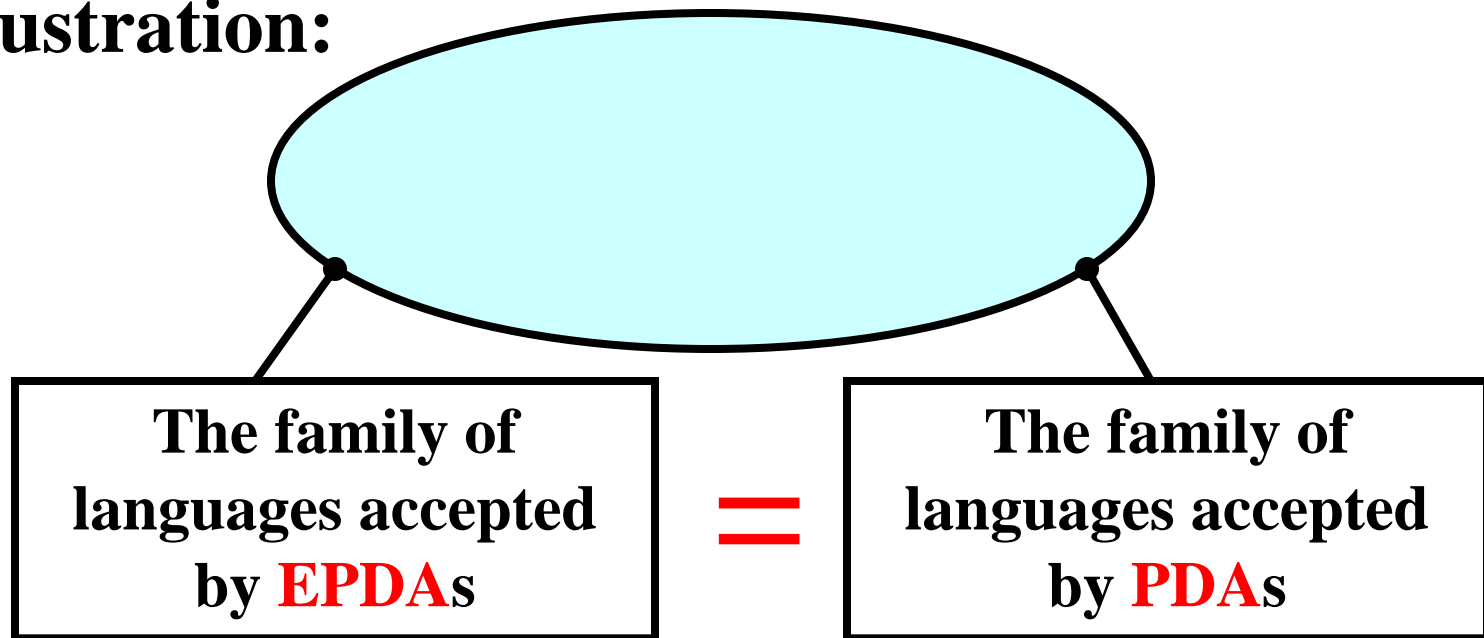 ustration:
The family of
languages accepted
by EPDAs
=
The family of
languages accepted
by PDAs